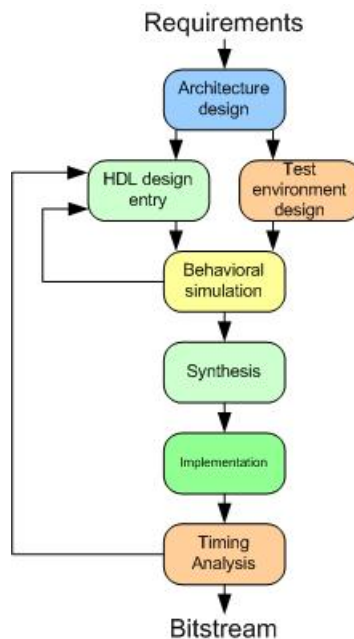 Requirements
Architecture
design
HDL design
entry
Test
environment
design
Behavioral
simulation
Synthesis
Implementation
Timing
Analysis
Bitstream